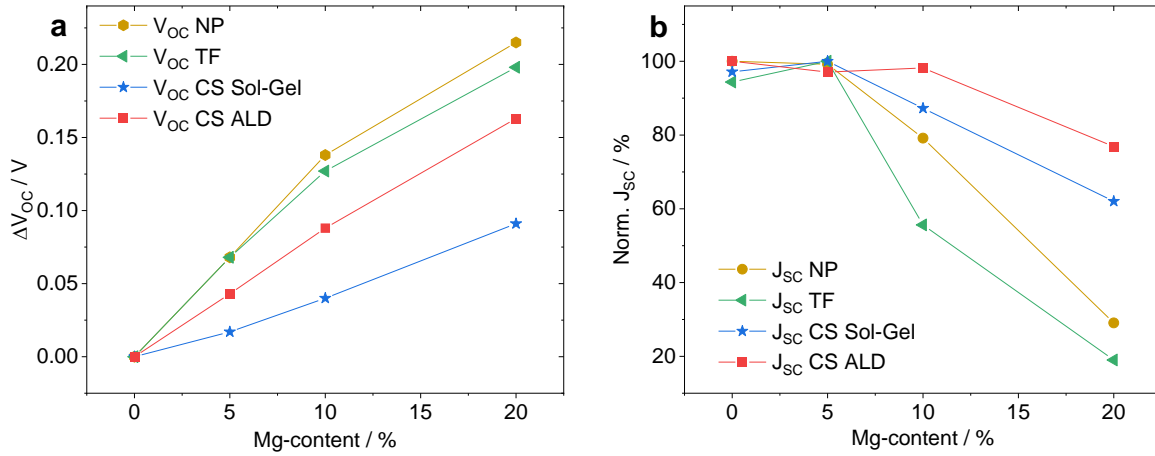 a
V_OC NP
V_OC TF
V_OC CS Sol-Gel
V_OC CS ALD
0.20
0.15
0.10
0.05
0.00
ΔV_OC / V
0 5 10 15 20
Mg-content / %
b
100
80
60
40
20
Norm. J_SC / %
J_SC NP
J_SC TF
J_SC CS Sol-Gel
J_SC CS ALD
0 5 10 15 20
Mg-content / %